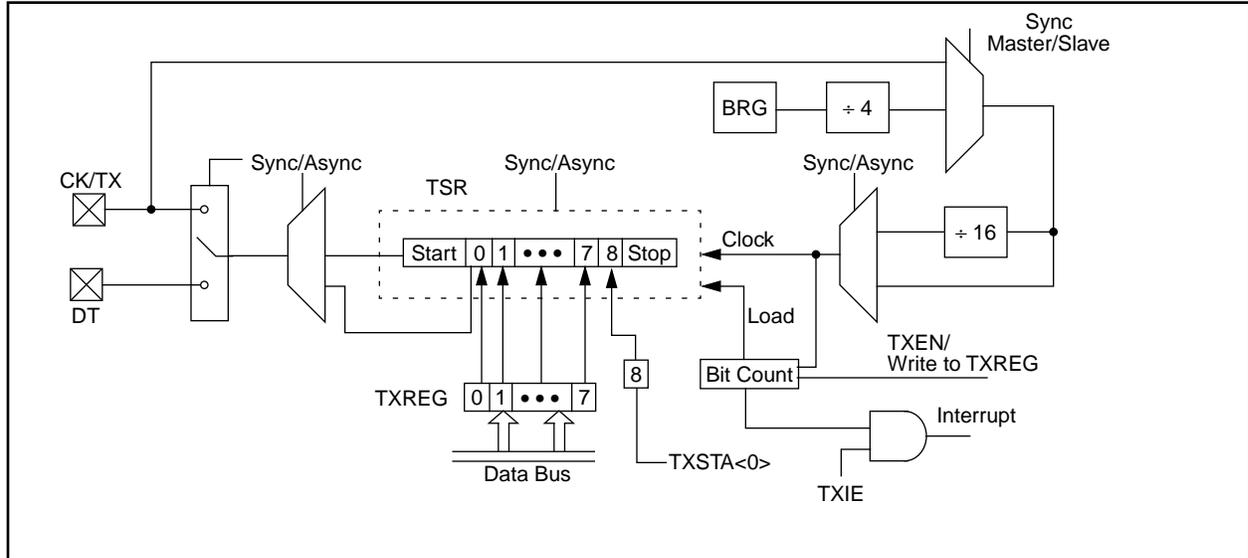 Sync
Master/Slave
BRG
÷ 4
Sync/Async
Sync/Async
Sync/Async
CK/TX
TSR
Start 0 1 ••• 7 8 Stop
Clock
÷ 16
DT
Load
TXEN/
Write to TXREG
8
Bit Count
TXREG 0 1 ••• 7
Interrupt
Data Bus
TXSTA<0>
TXIE